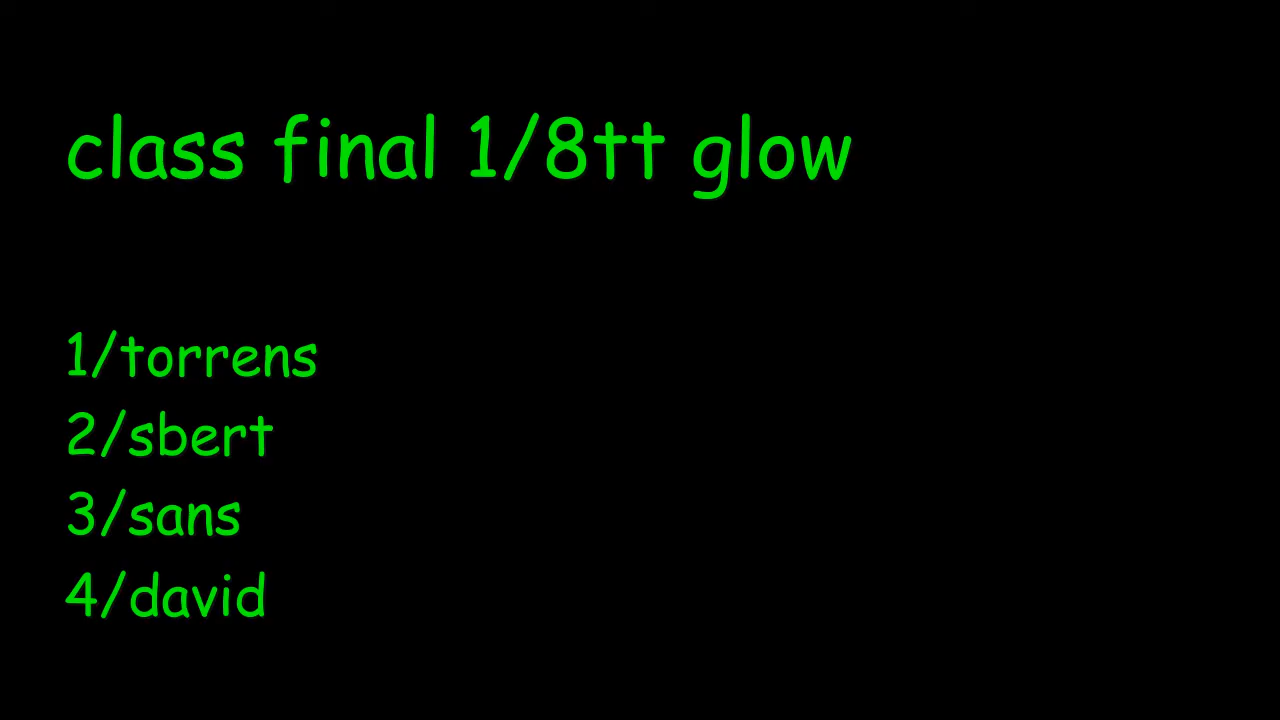 class final 1/8tt glow
1/torrens
2/sbert
3/sans
4/david